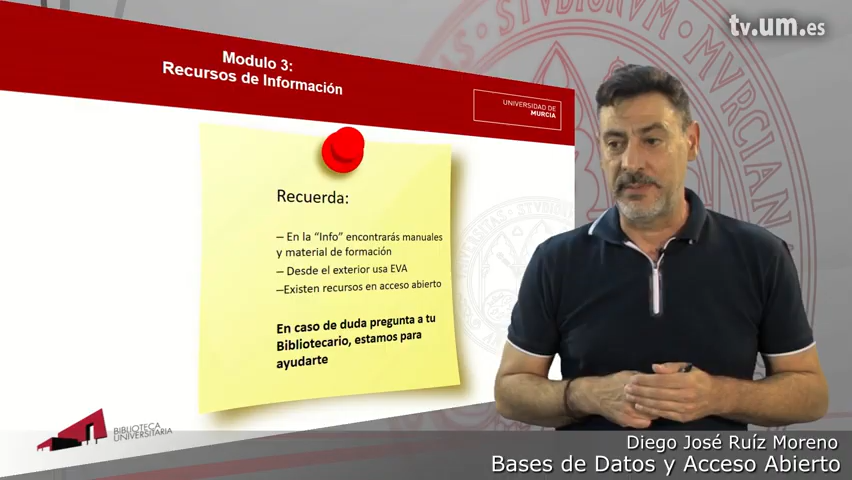 tv.um.es
Modulo 3:
Recursos de Información
UNIVERSIDAD DE
MURCIA
Recuerda:
– En la “Info” encontrarás manuales
y material de formación
– Desde el exterior usa EVA
–Existen recursos en acceso abierto
En caso de duda pregunta a tu
Bibliotecario, estamos para
ayudarte
BIBLIOTECA
UNIVERSITARIA
Diego José Ruíz Moreno
Bases de Datos y Acceso Abierto